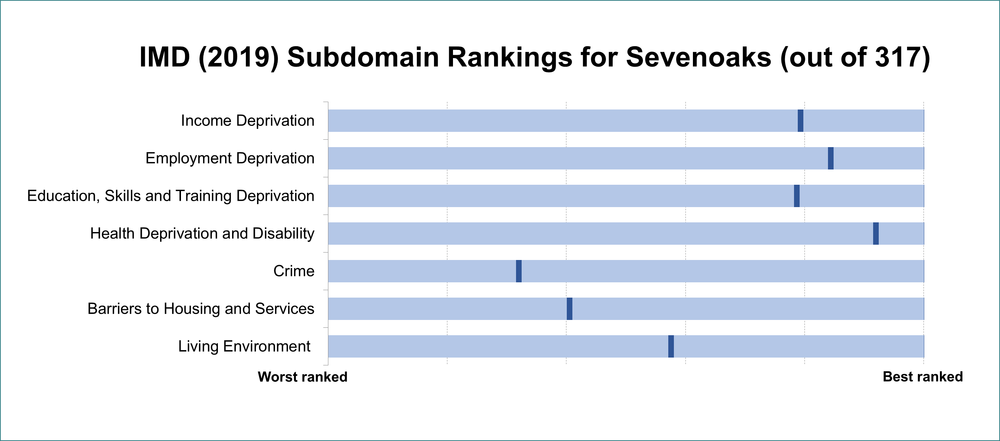 IMD (2019) Subdomain Rankings for Sevenoaks (out of 317)
Income Deprivation
Employment Deprivation
Education, Skills and Training Deprivation
Health Deprivation and Disability
Crime
Barriers to Housing and Services
Living Environment
Worst ranked
Best ranked